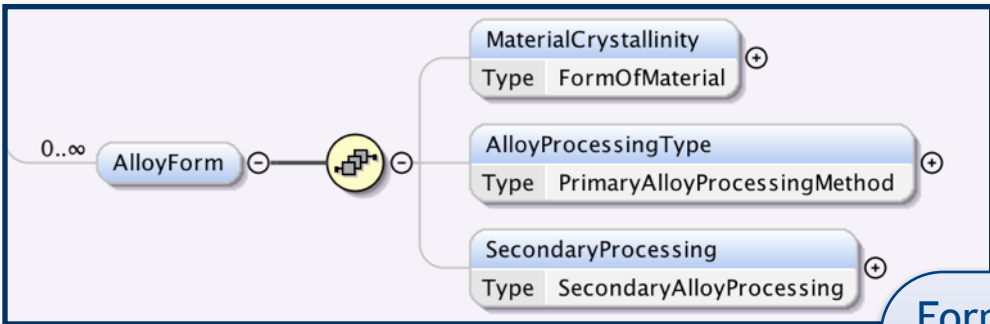 MaterialCrystallinity
Type FormOfMaterial
0..∞
AlloyForm
AlloyProcessingType
Type PrimaryAlloyProcessingMethod
SecondaryProcessing
Type SecondaryAlloyProcessing